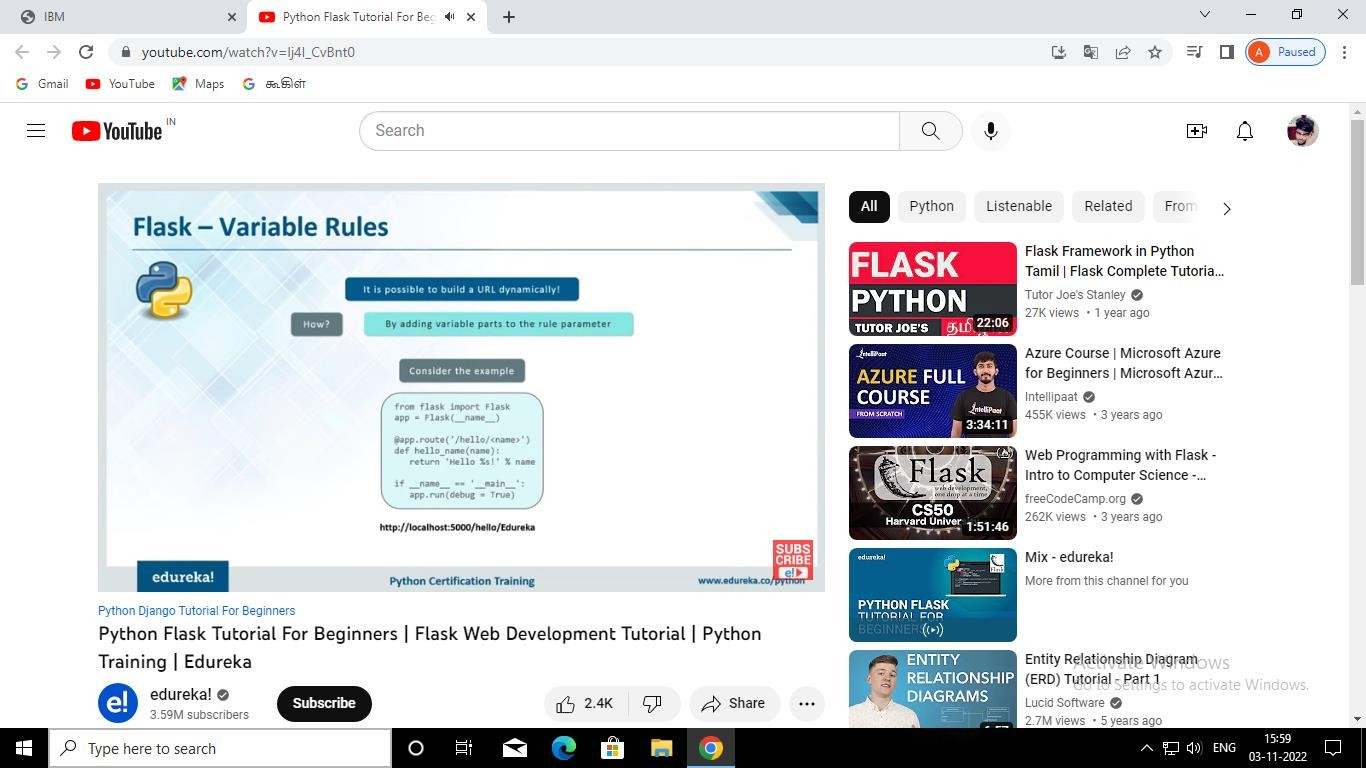 IBM
Python Flask Tutorial For Beg
youtube.com/watch?v=lj4I_CvBnt0
A Paused
Gmail
YouTube
Maps
கூகிள்
YouTube IN
Search
Flask – Variable Rules
It is possible to build a URL dynamically!
How?
By adding variable parts to the rule parameter
Consider the example
from flask import Flask
app = Flask(__name__)
@app.route('/hello/<name>')
def hello_name(name):
return 'Hello %s!' % name
if __name__ == '__main__':
app.run(debug = True)
http://localhost:5000/hello/Edureka
SUBS
CRIBE
e!
edureka!
Python Certification Training
www.edureka.co/python
Python Django Tutorial For Beginners
Python Flask Tutorial For Beginners | Flask Web Development Tutorial | Python
Training | Edureka
e!
edureka!
3.59M subscribers
Subscribe
2.4K
Share
All
Python
Listenable
Related
From
FLASK
PYTHON
TUTOR JOE'S
22:06
Flask Framework in Python
Tamil | Flask Complete Tutoria...
Tutor Joe's Stanley
27K views • 1 year ago
IntelliPaat
AZURE FULL
COURSE
FROM SCRATCH
IntelliPaat
3:34:11
Azure Course | Microsoft Azure
for Beginners | Microsoft Azur...
Intellipaat
455K views • 3 years ago
Flask
web development,
one drop at a time
CS50
Harvard Univer
1:51:46
Web Programming with Flask -
Intro to Computer Science -...
freeCodeCamp.org
262K views • 3 years ago
edureka!
Flask
PYTHON FLASK
TUTORIAL FOR
BEGINNERS
Mix - edureka!
More from this channel for you
ENTITY
RELATIONSHIP
DIAGRAMS
Entity Relationship Diagram
(ERD) Tutorial - Part 1
Lucid Software
2.7M views • 5 years ago
Activate Windows
Go to Settings to activate Windows.
Type here to search
ENG
15:59
03-11-2022